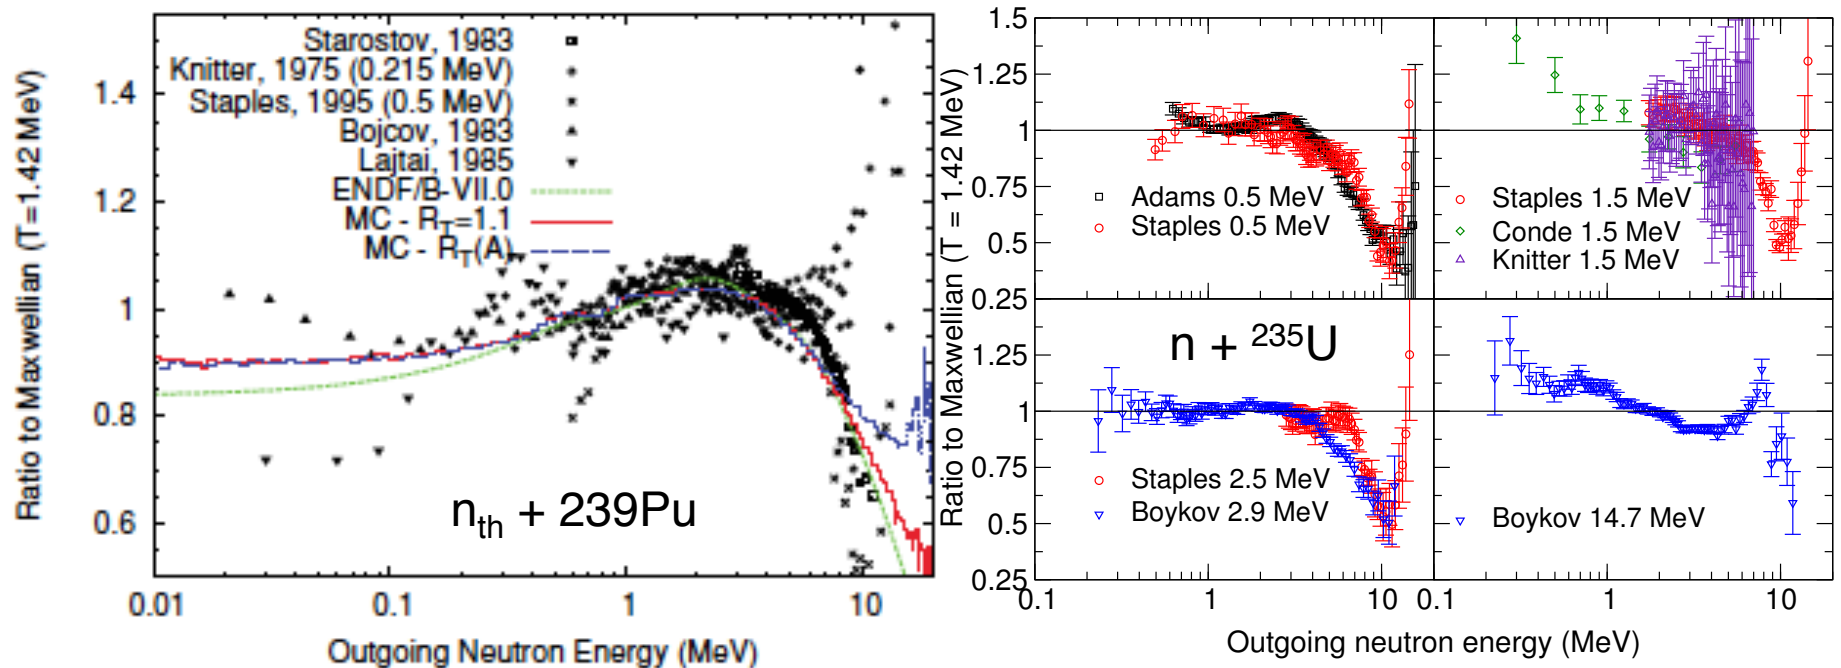 Starostov, 1983
Knitter, 1975 (0.215 MeV)
Staples, 1995 (0.5 MeV)
Bojcov, 1983
Lajtai, 1985
ENDF/B-VII.0
MC - R_T=1.1
MC - R_T(A)
n_th + 239Pu
Ratio to Maxwellian (T=1.42 MeV)
1.4
1.2
1
0.8
0.6
0.01
0.1
1
10
Outgoing Neutron Energy (MeV)
Ratio to Maxwellian (T = 1.42 MeV)
1.5
1.25
1
0.75
0.5
0.25
1.25
1
0.75
0.5
0.25
Adams 0.5 MeV
Staples 0.5 MeV
Staples 1.5 MeV
Conde 1.5 MeV
Knitter 1.5 MeV
n + ²³⁵U
Staples 2.5 MeV
Boykov 2.9 MeV
Boykov 14.7 MeV
0.1
1
10
0.1
1
10
Outgoing neutron energy (MeV)